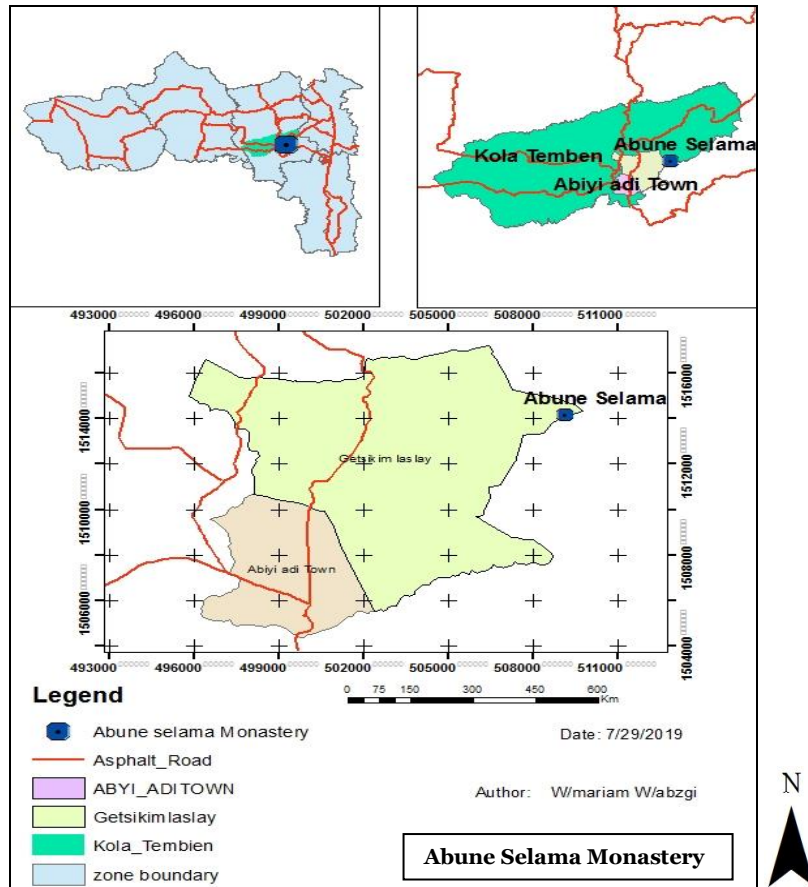 Kola Temben
Abune Selama
Abiyi adi Town
493000 496000 499000 502000 505000 508000 511000
1514000
1510000
1506000
Abune Selama
Getsikim laslay
Abiyi adi Town
1516000
1512000
1508000
1504000
493000 496000 499000 502000 505000 508000 511000
Legend
0 75 150 300 450 600
Km
Abune selama Monastery
Date: 7/29/2019
Asphalt_Road
ABYI_ADITOWN
Author: W/mariam W/abzgi
Getsikimlaslay
Kola_Tembien
zone boundary
Abune Selama Monastery
N